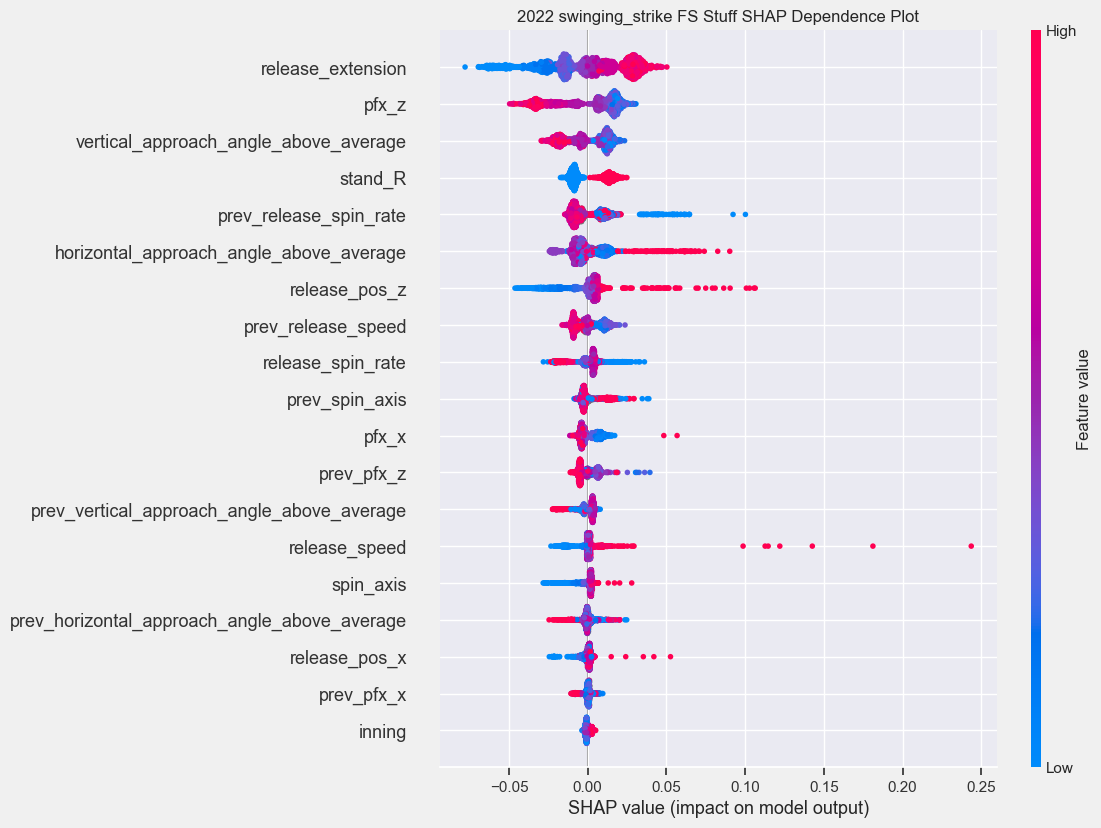 2022 swinging_strike FS Stuff SHAP Dependence Plot
High
release_extension
pfx_z
vertical_approach_angle_above_average
stand_R
prev_release_spin_rate
horizontal_approach_angle_above_average
release_pos_z
prev_release_speed
release_spin_rate
prev_spin_axis
pfx_x
prev_pfx_z
prev_vertical_approach_angle_above_average
release_speed
spin_axis
prev_horizontal_approach_angle_above_average
release_pos_x
prev_pfx_x
inning
Feature value
Low
−0.05 0.00 0.05 0.10 0.15 0.20 0.25
SHAP value (impact on model output)